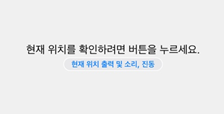 현재 위치를 확인하려면 버튼을 누르세요.
현재 위치 출력 및 소리, 진동